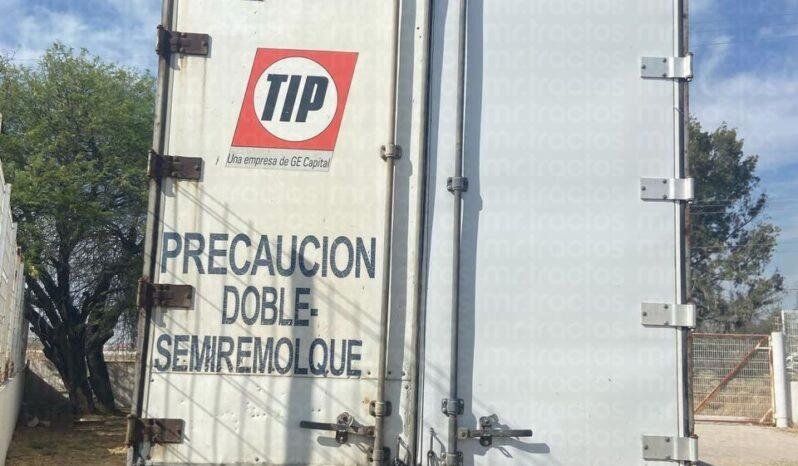 TIP
Una empresa de GE Capital
PRECAUCION
DOBLE-
SEMIREMOLQUE